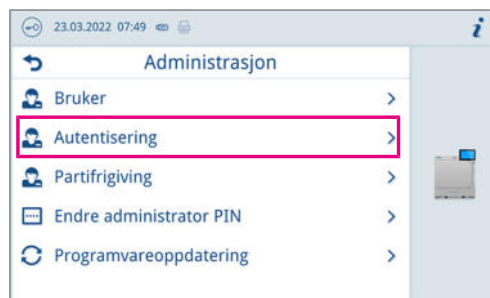 23.03.2022 07:49
Administrasjon
Bruker
Autentisering
Partifrigiving
Endre administrator PIN
Programvareoppdatering